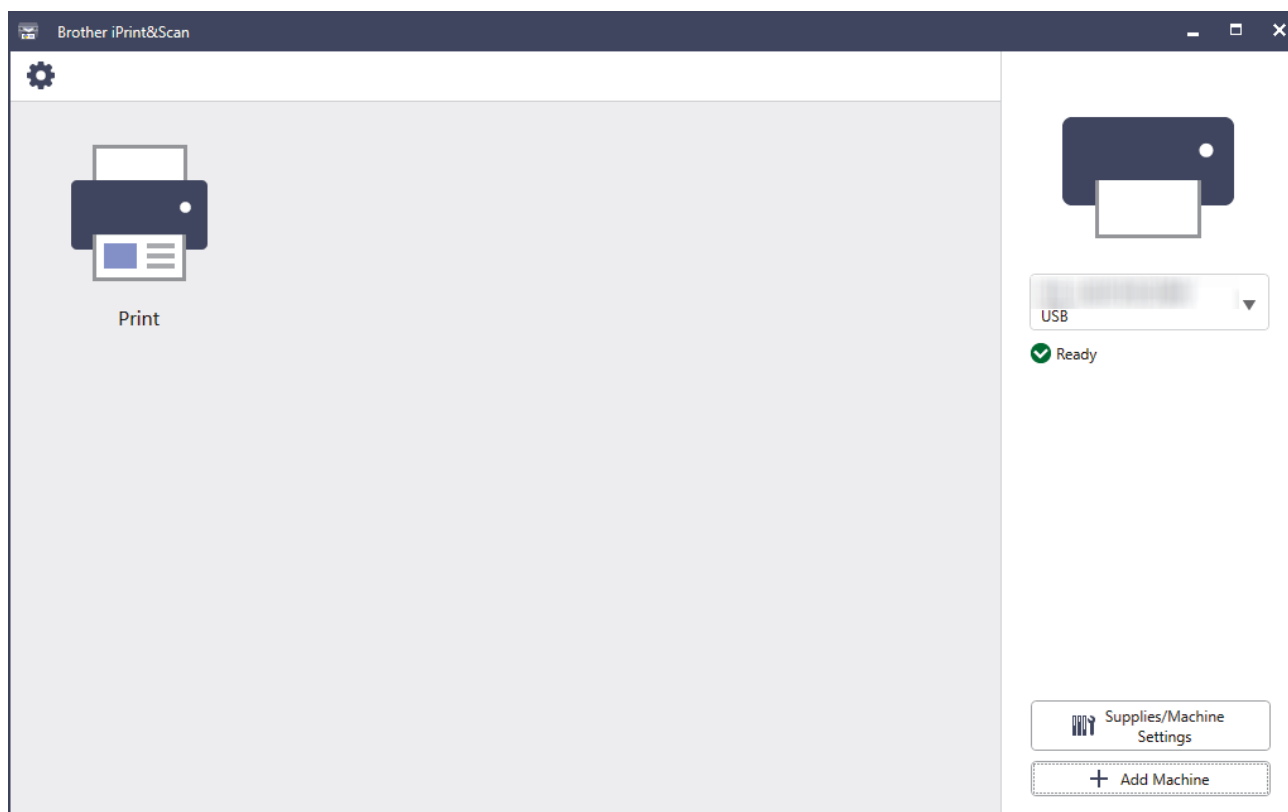 Brother iPrint&Scan
Print
USB
Ready
Supplies/Machine
Settings
Add Machine